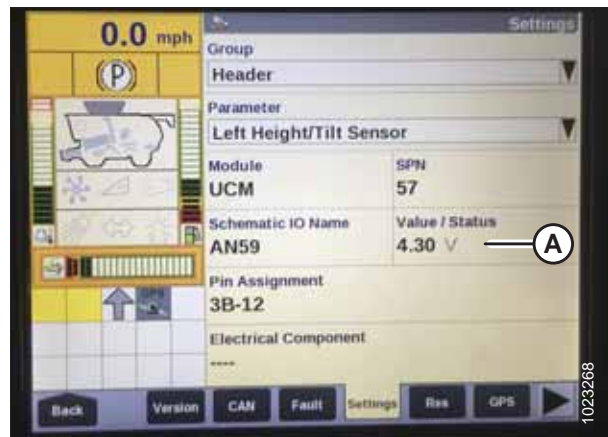 0.0 mph
(P)
Settings
Group
Header
Parameter
Left Height/Tilt Sensor
Module
SPN
UCM
57
Schematic IO Name
Value / Status
AN59
4.30 V
A
Pin Assignment
3B-12
Electrical Component
----
Back
Version
CAN
Fault
Settings
Res
GPS
1023268